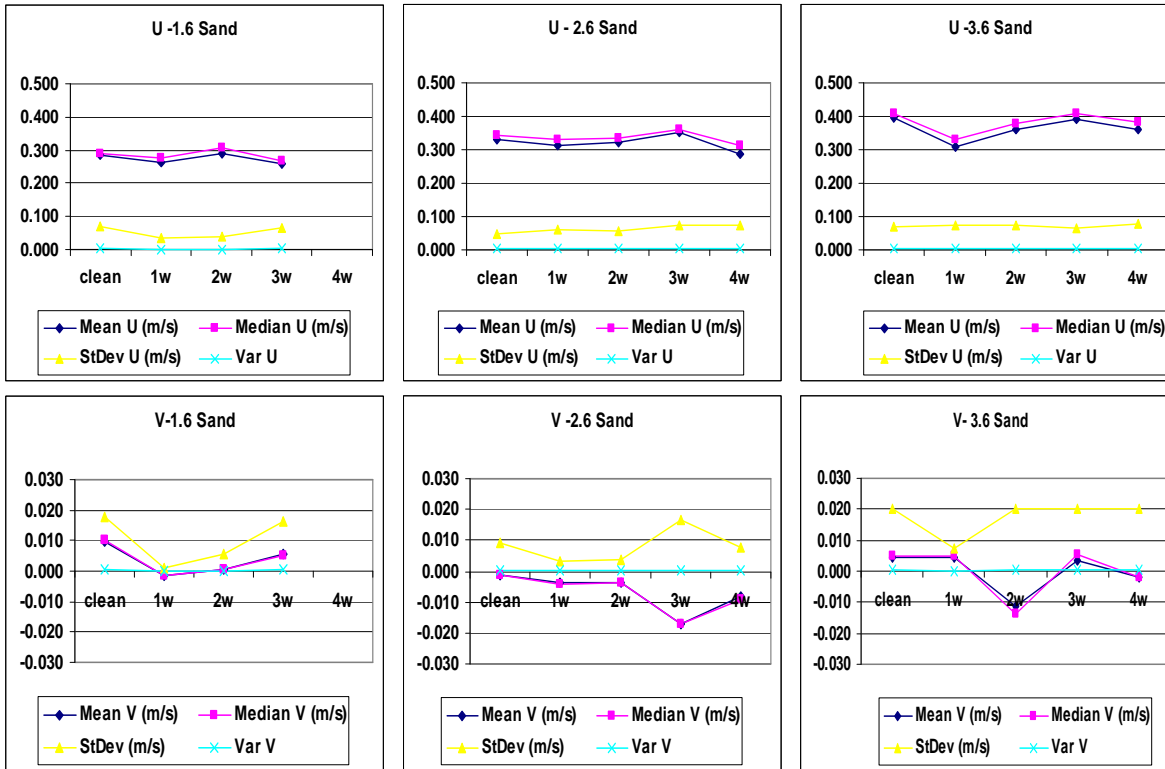 U -1.6 Sand
0.500
0.400
0.300
0.200
0.100
0.000
clean 1w 2w 3w 4w
Mean U (m/s) Median U (m/s)
StDev U (m/s) Var U
U - 2.6 Sand
0.500
0.400
0.300
0.200
0.100
0.000
clean 1w 2w 3w 4w
Mean U (m/s) Median U (m/s)
StDev U (m/s) Var U
U -3.6 Sand
0.500
0.400
0.300
0.200
0.100
0.000
clean 1w 2w 3w 4w
Mean U (m/s) Median U (m/s)
StDev U (m/s) Var U
V-1.6 Sand
0.030
0.020
0.010
0.000
-0.010
-0.020
-0.030
clean 1w 2w 3w 4w
Mean V (m/s) Median V (m/s)
StDev (m/s) Var V
V -2.6 Sand
0.030
0.020
0.010
0.000
-0.010
-0.020
-0.030
clean 1w 2w 3w 4w
Mean V (m/s) Median V (m/s)
StDev (m/s) Var V
V- 3.6 Sand
0.030
0.020
0.010
0.000
-0.010
-0.020
-0.030
clean 1w 2w 3w 4w
Mean V (m/s) Median V (m/s)
StDev (m/s) Var V